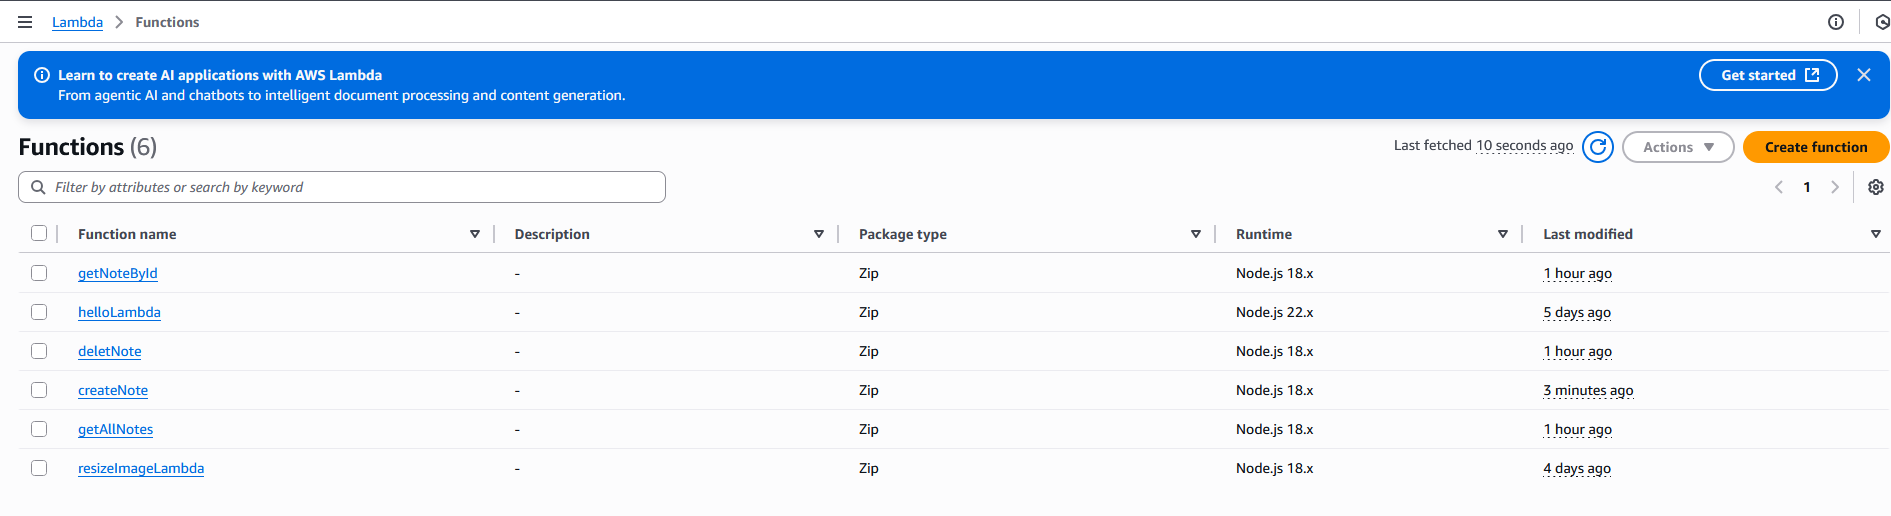 Lambda > Functions
Learn to create AI applications with AWS Lambda
From agentic AI and chatbots to intelligent document processing and content generation.
Get started
Functions (6)
Last fetched 10 seconds ago
Actions
Create function
Filter by attributes or search by keyword
1
Function name Description Package type Runtime Last modified
getNoteById - Zip Node.js 18.x 1 hour ago
helloLambda - Zip Node.js 22.x 5 days ago
deletNote - Zip Node.js 18.x 1 hour ago
createNote - Zip Node.js 18.x 3 minutes ago
getAllNotes - Zip Node.js 18.x 1 hour ago
resizeImageLambda - Zip Node.js 18.x 4 days ago